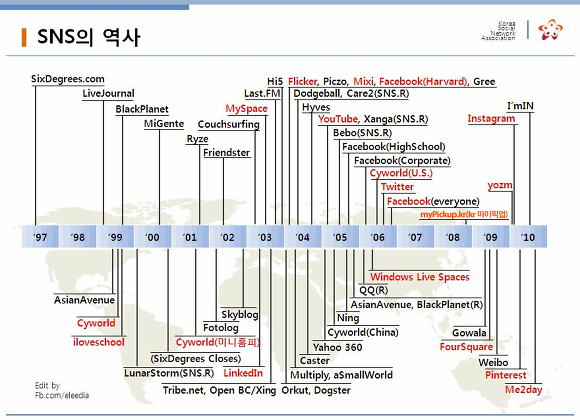 SNS의 역사
Korea
Social
Network
Association
SixDegrees.com
LiveJournal
BlackPlanet
MiGente
Ryze
Friendster
Couchsurfing
MySpace
Last.FM
Hi5 Flicker, Piczo, Mixi, Facebook(Harvard), Gree
Dodgeball, Care2(SNS.R)
Hyves
YouTube, Xanga(SNS.R)
Bebo(SNS.R)
Facebook(HighSchool)
Facebook(Corporate)
Cyworld(U.S.)
Twitter
Facebook(everyone)
myPickup.kr(kr 마이픽업)
I'mIN
Instagram
yozm
'97 '98 '99 '00 '01 '02 '03 '04 '05 '06 '07 '08 '09 '10
AsianAvenue
Cyworld
iloveschool
LunarStorm(SNS.R)
(SixDegrees Closes)
Cyworld(미니홈피)
Fotolog
Skyblog
LinkedIn
Tribe.net, Open BC/Xing Orkut, Dogster
Multiply, aSmallWorld
Caster
Yahoo 360
Cyworld(China)
Ning
AsianAvenue, BlackPlanet(R)
QQ(R)
Windows Live Spaces
Gowala
FourSquare
Weibo
Pinterest
Me2day
Edit by
Fb.com/eleedia